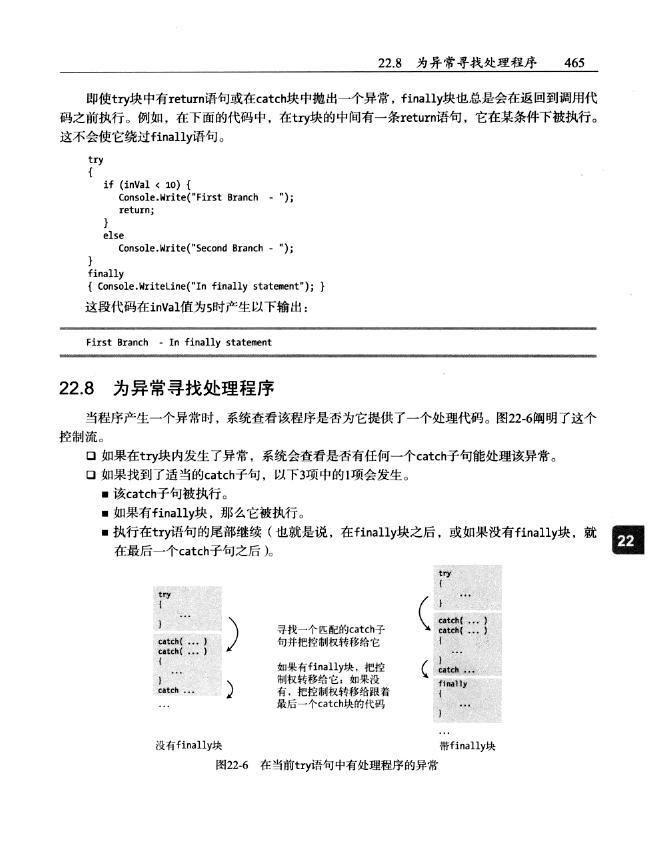 22.8 为异常寻找处理程序 465
即使try块中有return语句或在catch块中抛出一个异常，finally块也总是会在返回到调用代
码之前执行。例如，在下面的代码中，在try块的中间有一条return语句，它在某条件下被执行。
这不会使它绕过finally语句。
try
{
if (inVal < 10) {
Console.Write("First Branch - ");
return;
}
else
Console.Write("Second Branch - ");
}
finally
{ Console.WriteLine("In finally statement"); }
这段代码在inVal值为5时产生以下输出：
First Branch - In finally statement
22.8 为异常寻找处理程序
当程序产生一个异常时，系统查看该程序是否为它提供了一个处理代码。图22-6阐明了这个
控制流。
❑ 如果在try块内发生了异常，系统会查看是否有任何一个catch子句能处理该异常。
❑ 如果找到了适当的catch子句，以下3项中的1项会发生。
■ 该catch子句被执行。
■ 如果有finally块，那么它被执行。
■ 执行在try语句的尾部继续（也就是说，在finally块之后，或如果没有finally块，就
在最后一个catch子句之后）。
22
try
{
...
}
catch( ... )
catch( ... )
{
...
}
catch ...
...
没有finally块
寻找一个匹配的catch子
句并把控制权转移给它
如果有finally块，把控
制权转移给它；如果没
有，把控制权转移给跟着
最后一个catch块的代码
try
{
...
}
catch( ... )
catch( ... )
{
...
}
catch ...
finally
{
...
}
...
带finally块
图22-6 在当前try语句中有处理程序的异常